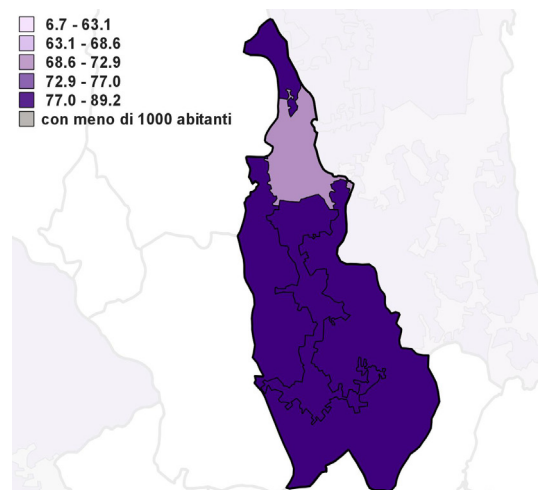 6.7 - 63.1
63.1 - 68.6
68.6 - 72.9
72.9 - 77.0
77.0 - 89.2
con meno di 1000 abitanti